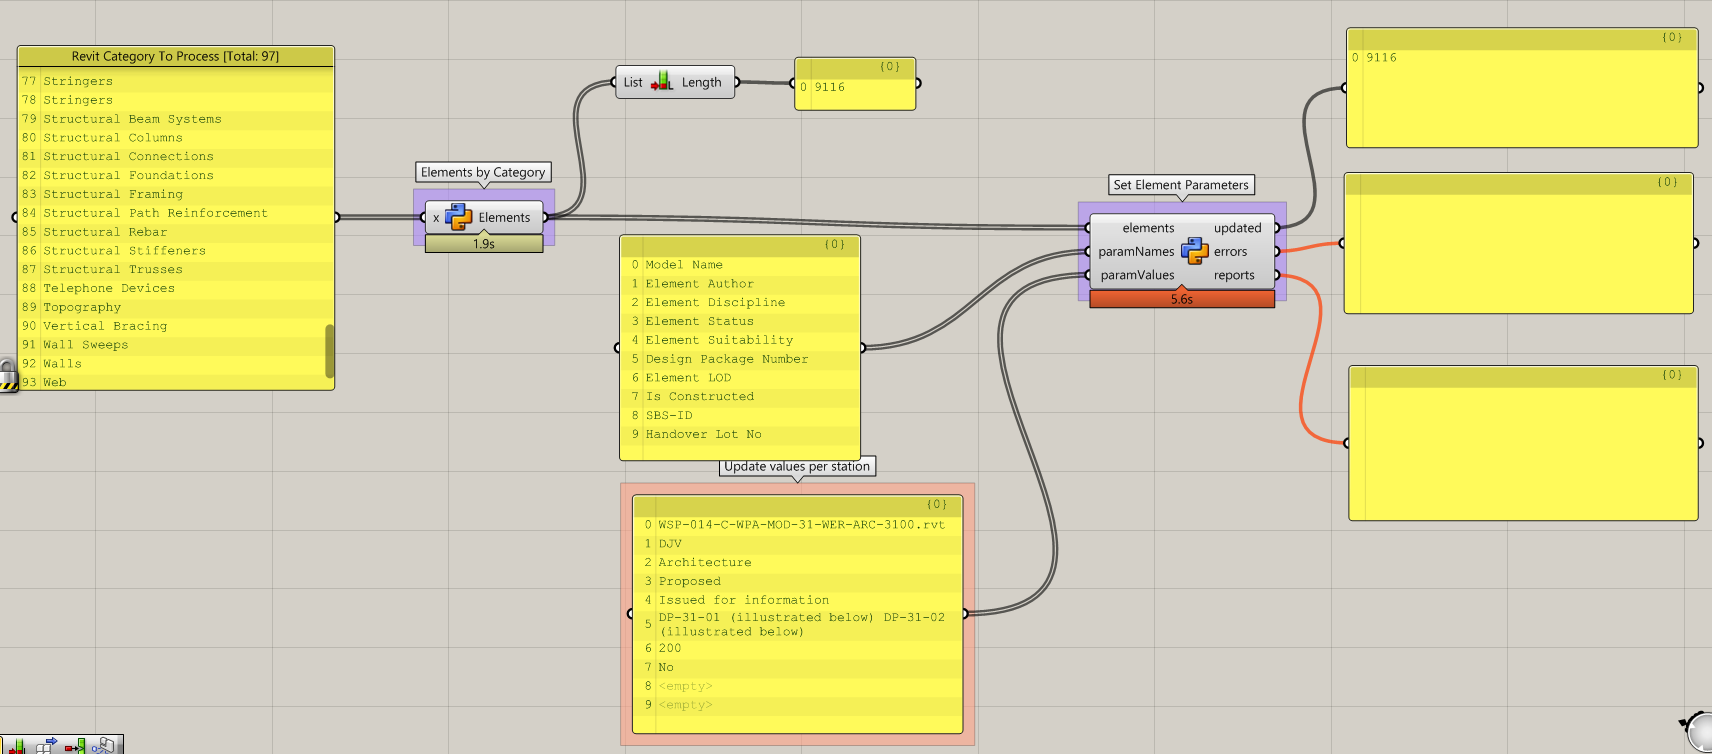 Revit Category To Process [Total: 97]
77 Stringers
78 Stringers
79 Structural Beam Systems
80 Structural Columns
81 Structural Connections
82 Structural Foundations
83 Structural Framing
84 Structural Path Reinforcement
85 Structural Rebar
86 Structural Stiffeners
87 Structural Trusses
88 Telephone Devices
89 Topography
90 Vertical Bracing
91 Wall Sweeps
92 Walls
93 Web
Elements by Category
x Elements
1.9s
List Length
{0}
0 9116
{0}
0 Model Name
1 Element Author
2 Element Discipline
3 Element Status
4 Element Suitability
5 Design Package Number
6 Element LOD
7 Is Constructed
8 SBS-ID
9 Handover Lot No
Update values per station
{0}
0 WSP-014-C-WPA-MOD-31-WER-ARC-3100.rvt
1 DJV
2 Architecture
3 Proposed
4 Issued for information
5 DP-31-01 (illustrated below) DP-31-02
(illustrated below)
6 200
7 No
8 <empty>
9 <empty>
Set Element Parameters
elements updated
paramNames errors
paramValues reports
5.6s
{0}
0 9116
{0}
{0}